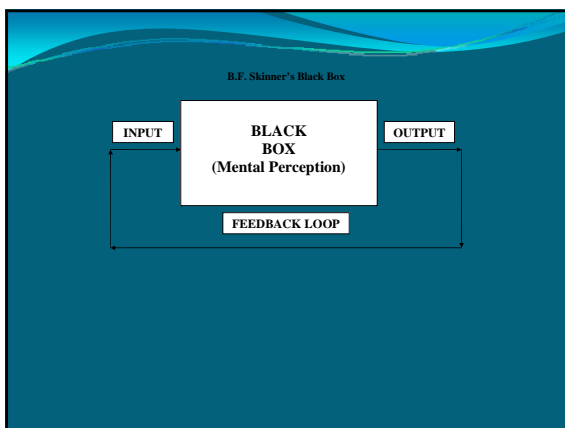 B.F. Skinner's Black Box
INPUT
BLACK
BOX
(Mental Perception)
OUTPUT
FEEDBACK LOOP